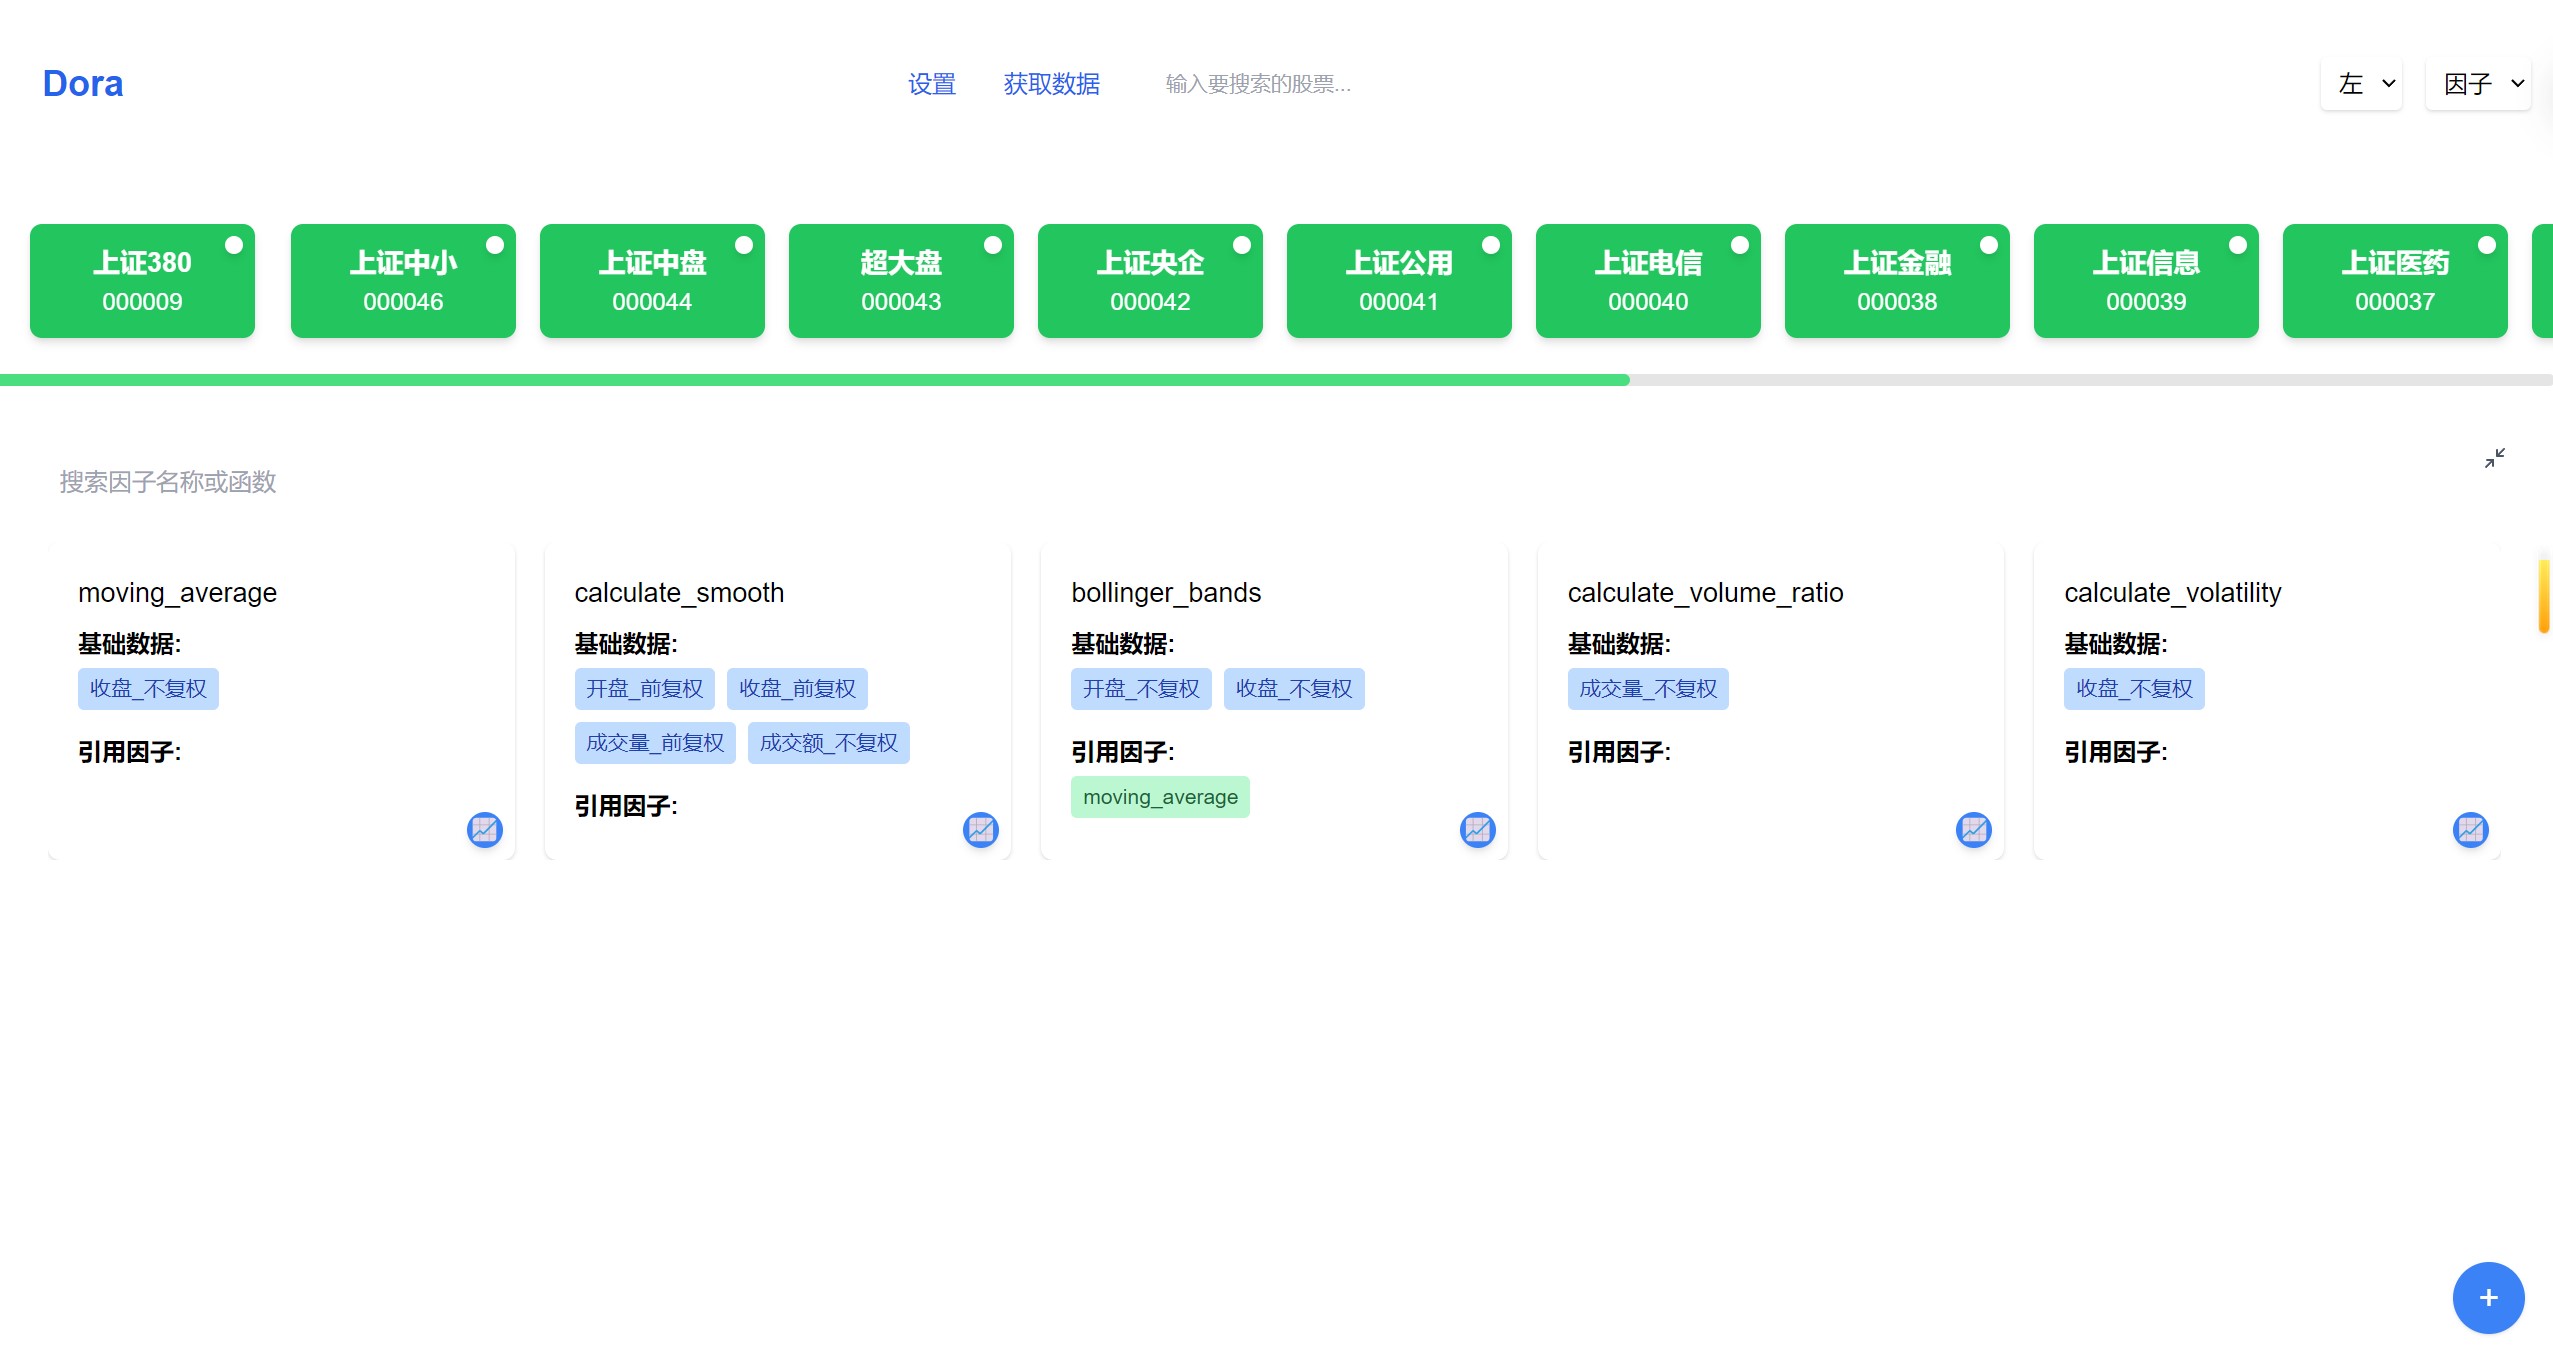 Dora
设置 获取数据 输入要搜索的股票... 左 因子
上证380 上证中小 上证中盘 超大盘 上证央企 上证公用 上证电信 上证金融 上证信息 上证医药
000009 000046 000044 000043 000042 000041 000040 000038 000039 000037
搜索因子名称或函数
moving_average
基础数据:
收盘_不复权
引用因子:
calculate_smooth
基础数据:
开盘_前复权 收盘_前复权
成交量_前复权 成交额_不复权
引用因子:
bollinger_bands
基础数据:
开盘_不复权 收盘_不复权
引用因子:
moving_average
calculate_volume_ratio
基础数据:
成交量_不复权
引用因子:
calculate_volatility
基础数据:
收盘_不复权
引用因子:
+